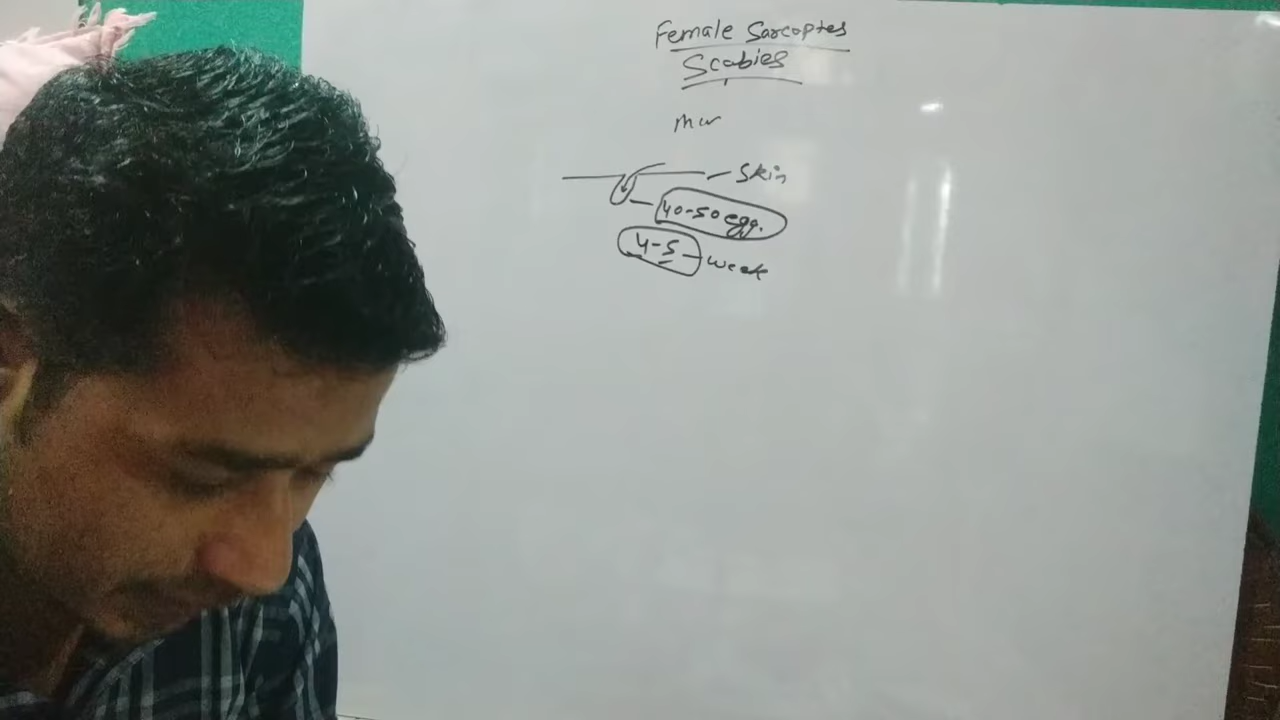 Female Sarcoptes
Scabies
Skin
40-50 egg.
4-5 - week